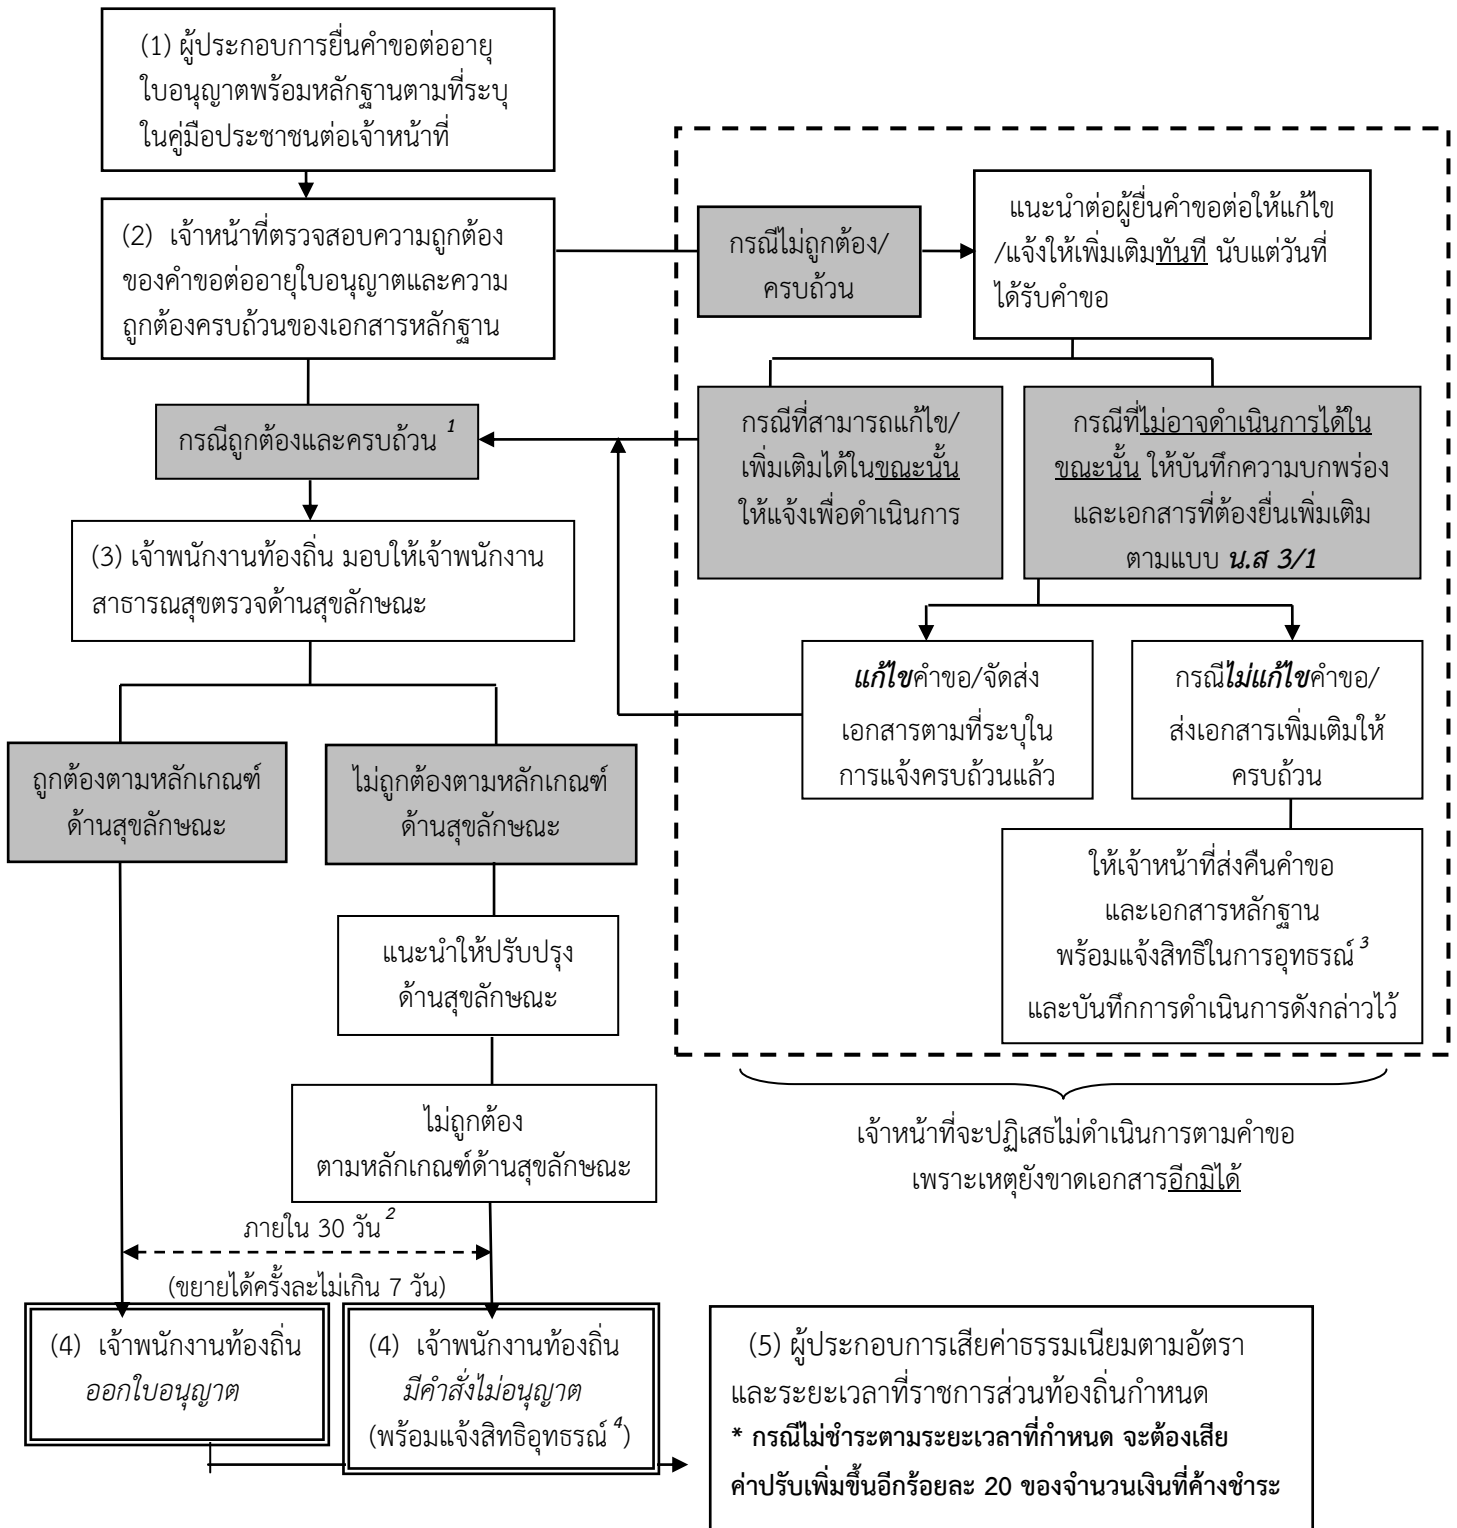 (1) ผู้ประกอบการยื่นคำขอต่ออายุ
ใบอนุญาตพร้อมหลักฐานตามที่ระบุ
ในคู่มือประชาชนต่อเจ้าหน้าที่
(2) เจ้าหน้าที่ตรวจสอบความถูกต้อง
ของคำขอต่ออายุใบอนุญาตและความ
ถูกต้องครบถ้วนของเอกสารหลักฐาน
กรณีไม่ถูกต้อง/
ครบถ้วน
แนะนำต่อผู้ยื่นคำขอต่อให้แก้ไข
/แจ้งให้เพิ่มเติมทันที นับแต่วันที่
ได้รับคำขอ
กรณีถูกต้องและครบถ้วน 1
กรณีที่สามารถแก้ไข/
เพิ่มเติมได้ในขณะนั้น
ให้แจ้งเพื่อดำเนินการ
กรณีที่ไม่อาจดำเนินการได้ใน
ขณะนั้น ให้บันทึกความบกพร่อง
และเอกสารที่ต้องยื่นเพิ่มเติม
ตามแบบ น.ส 3/1
(3) เจ้าพนักงานท้องถิ่น มอบให้เจ้าพนักงาน
สาธารณสุขตรวจด้านสุขลักษณะ
แก้ไขคำขอ/จัดส่ง
เอกสารตามที่ระบุใน
การแจ้งครบถ้วนแล้ว
กรณีไม่แก้ไขคำขอ/
ส่งเอกสารเพิ่มเติมให้
ครบถ้วน
ถูกต้องตามหลักเกณฑ์
ด้านสุขลักษณะ
ไม่ถูกต้องตามหลักเกณฑ์
ด้านสุขลักษณะ
ให้เจ้าหน้าที่ส่งคืนคำขอ
และเอกสารหลักฐาน
พร้อมแจ้งสิทธิในการอุทธรณ์ 3
และบันทึกการดำเนินการดังกล่าวไว้
แนะนำให้ปรับปรุง
ด้านสุขลักษณะ
ไม่ถูกต้อง
ตามหลักเกณฑ์ด้านสุขลักษณะ
เจ้าหน้าที่จะปฏิเสธไม่ดำเนินการตามคำขอ
เพราะเหตุยังขาดเอกสารอีกมิได้
ภายใน 30 วัน 2
(ขยายได้ครั้งละไม่เกิน 7 วัน)
(4) เจ้าพนักงานท้องถิ่น
ออกใบอนุญาต
(4) เจ้าพนักงานท้องถิ่น
มีคำสั่งไม่อนุญาต
(พร้อมแจ้งสิทธิอุทธรณ์ 4)
(5) ผู้ประกอบการเสียค่าธรรมเนียมตามอัตรา
และระยะเวลาที่ราชการส่วนท้องถิ่นกำหนด
* กรณีไม่ชำระตามระยะเวลาที่กำหนด จะต้องเสีย
ค่าปรับเพิ่มขึ้นอีกร้อยละ 20 ของจำนวนเงินที่ค้างชำระ